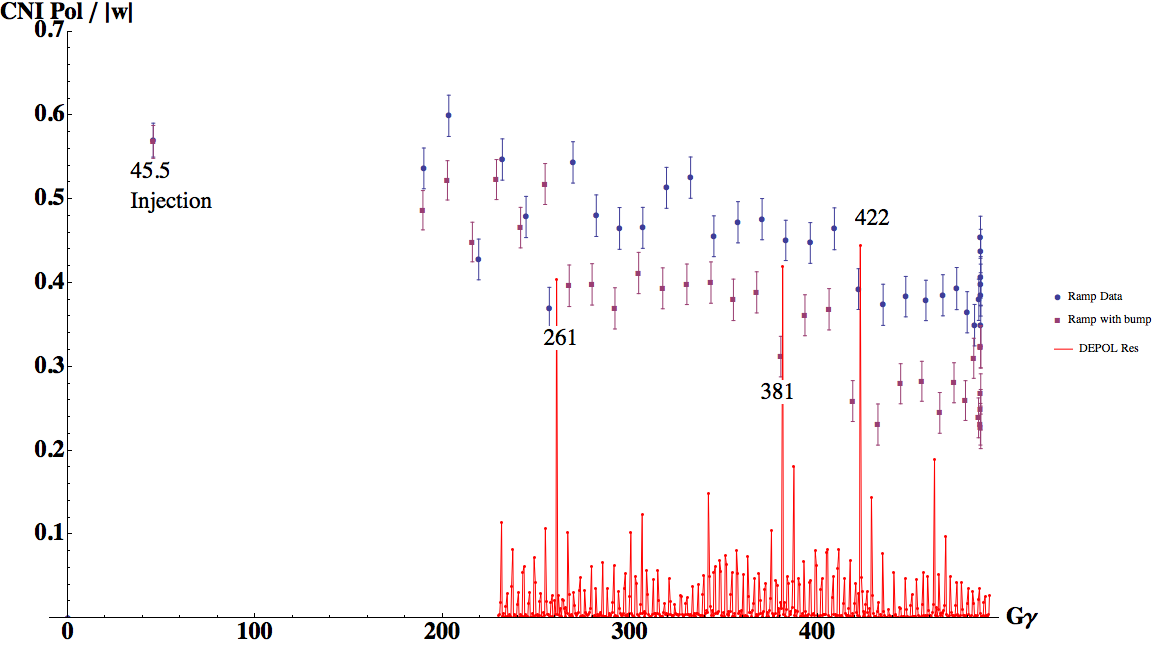 CNI Pol / |w|
0.7
0.6
0.5
0.4
0.3
0.2
0.1
45.5
Injection
261
381
422
Ramp Data
Ramp with bump
DEPOL Res
0 100 200 300 400 Gγ